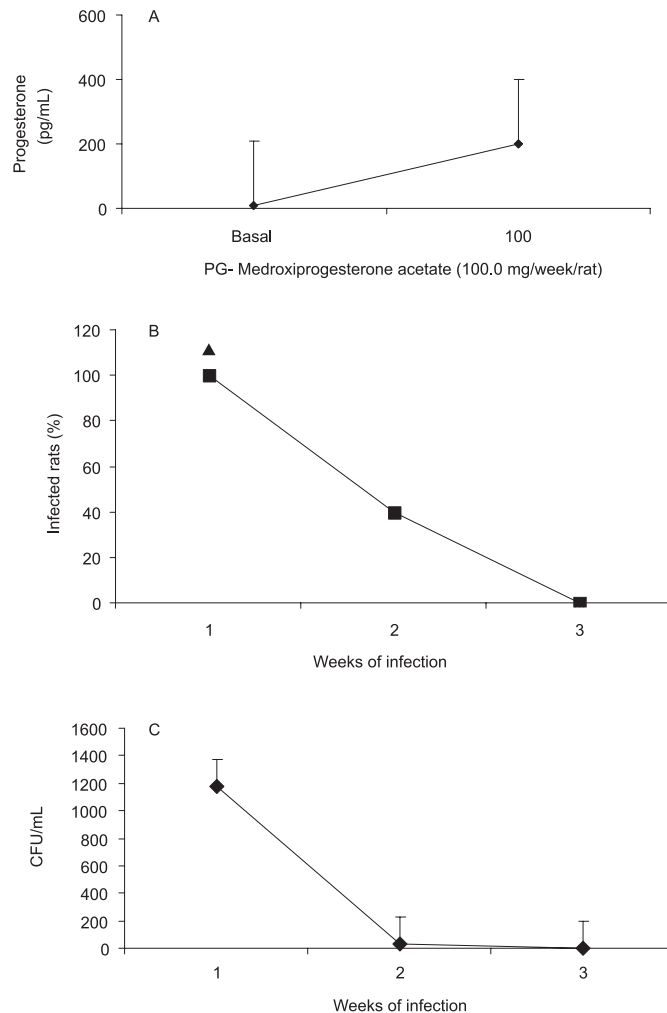 A
600
400
200
0
Progesterone
(pg/mL)
Basal
100
PG- Medroxiprogesterone acetate (100.0 mg/week/rat)
B
120
100
80
60
40
20
0
Infected rats (%)
1
2
3
Weeks of infection
C
1600
1400
1200
1000
800
600
400
200
0
CFU/mL
1
2
3
Weeks of infection